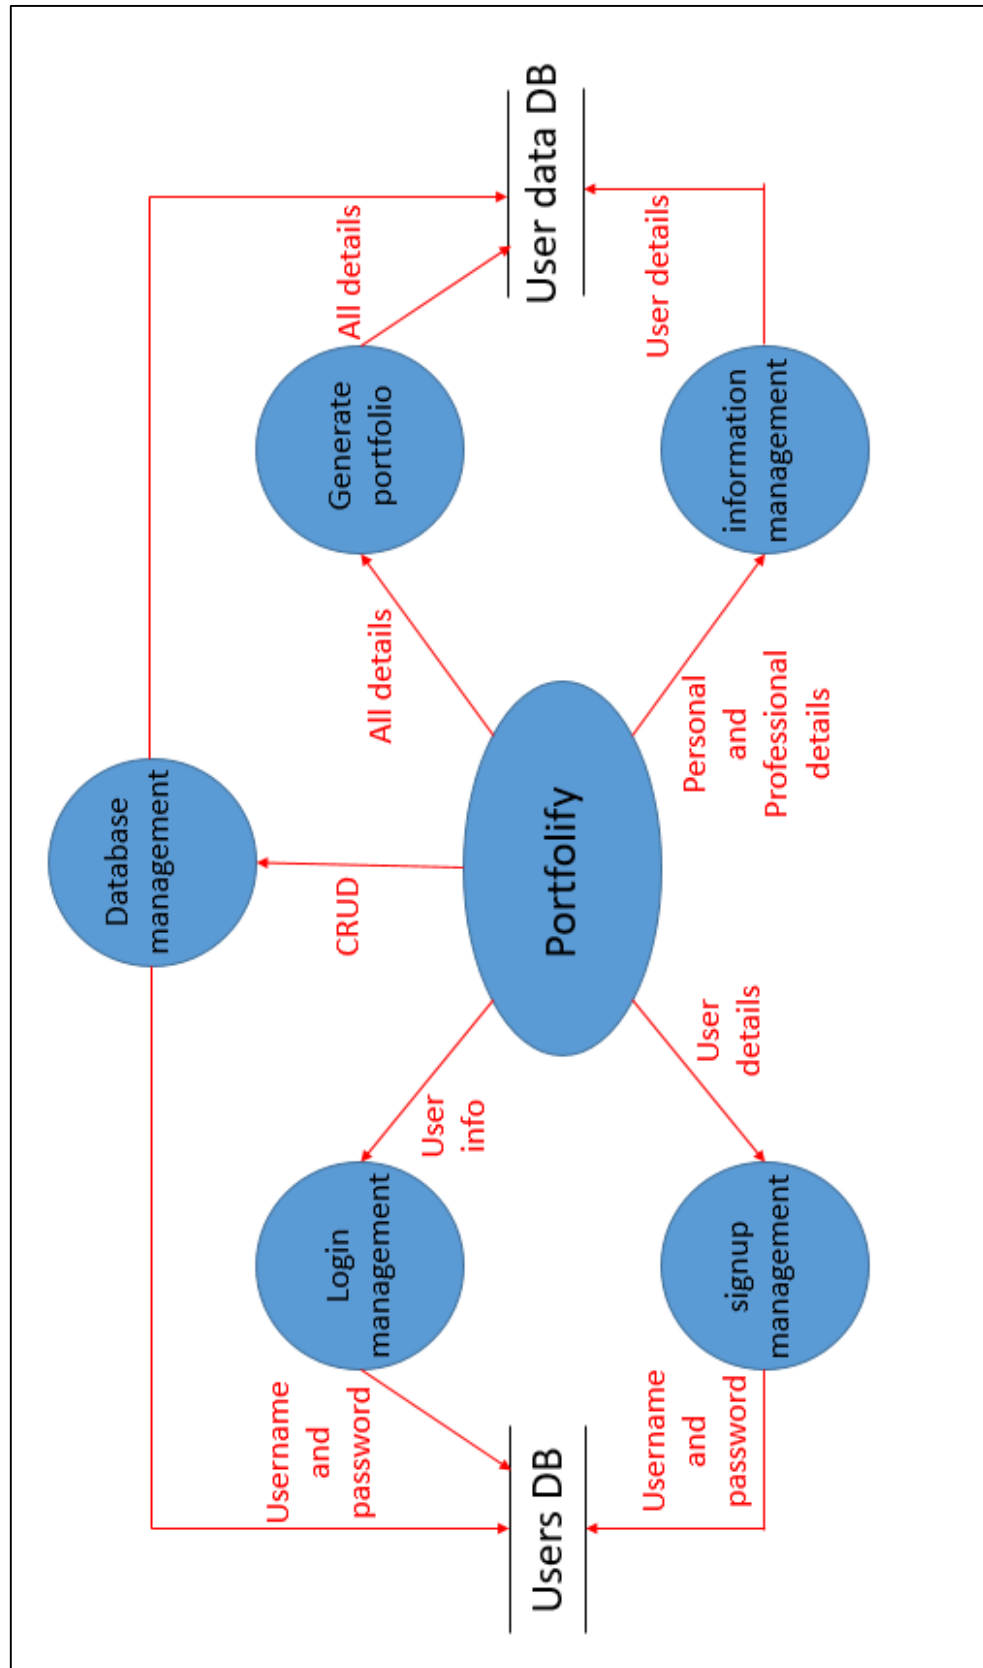 Database
management
Username
and
password
Login
management
CRUD
Generate
portfolio
All details
User
info
All details
Users DB
Portfolify
User data DB
Username
and
password
signup
management
User
details
Personal
and
Professional
details
information
management
User details